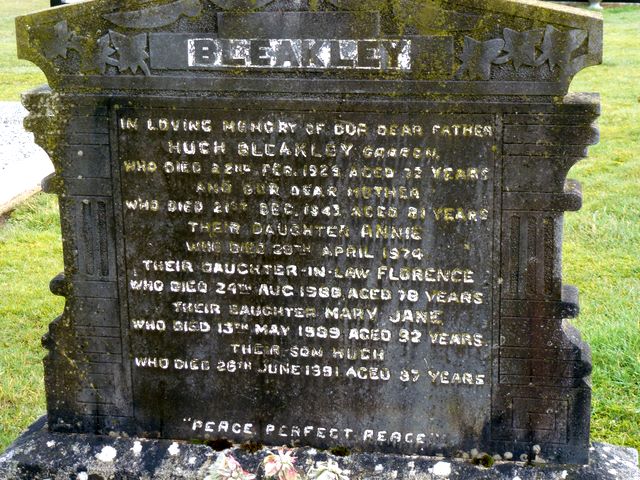 BLEAKLEY
IN LOVING MEMORY OF OUR DEAR FATHER
HUGH BLEAKLEY
WHO DIED 22ND FEB. AGED YEARS
AND OUR DEAR MOTHER
WHO DIED 21ST DEC. 1943 AGED 81 YEARS
THEIR DAUGHTER ANNIE
WHO DIED 29TH APRIL 1974
THEIR DAUGHTER-IN-LAW FLORENCE
WHO DIED 24TH AUG 1988 AGED 78 YEARS
THEIR DAUGHTER MARY JANE
WHO DIED 13TH MAY 1989 AGED 92 YEARS.
THEIR SON HUGH
WHO DIED 26TH JUNE 1991 AGED 87 YEARS
"PEACE PERFECT PEACE"